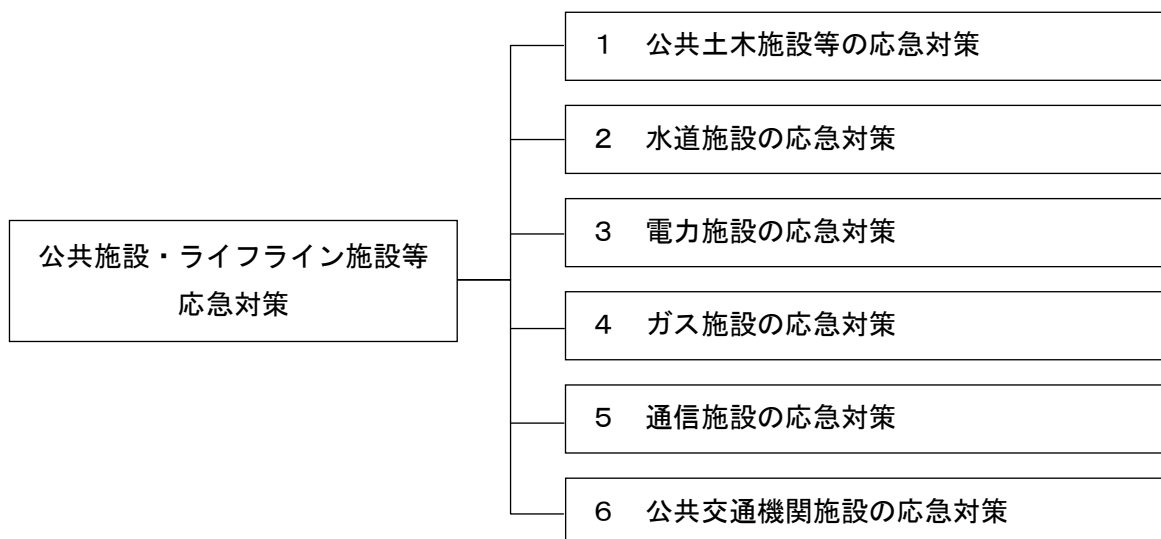 公共施設・ライフライン施設等
応急対策
１　公共土木施設等の応急対策
２　水道施設の応急対策
３　電力施設の応急対策
４　ガス施設の応急対策
５　通信施設の応急対策
６　公共交通機関施設の応急対策